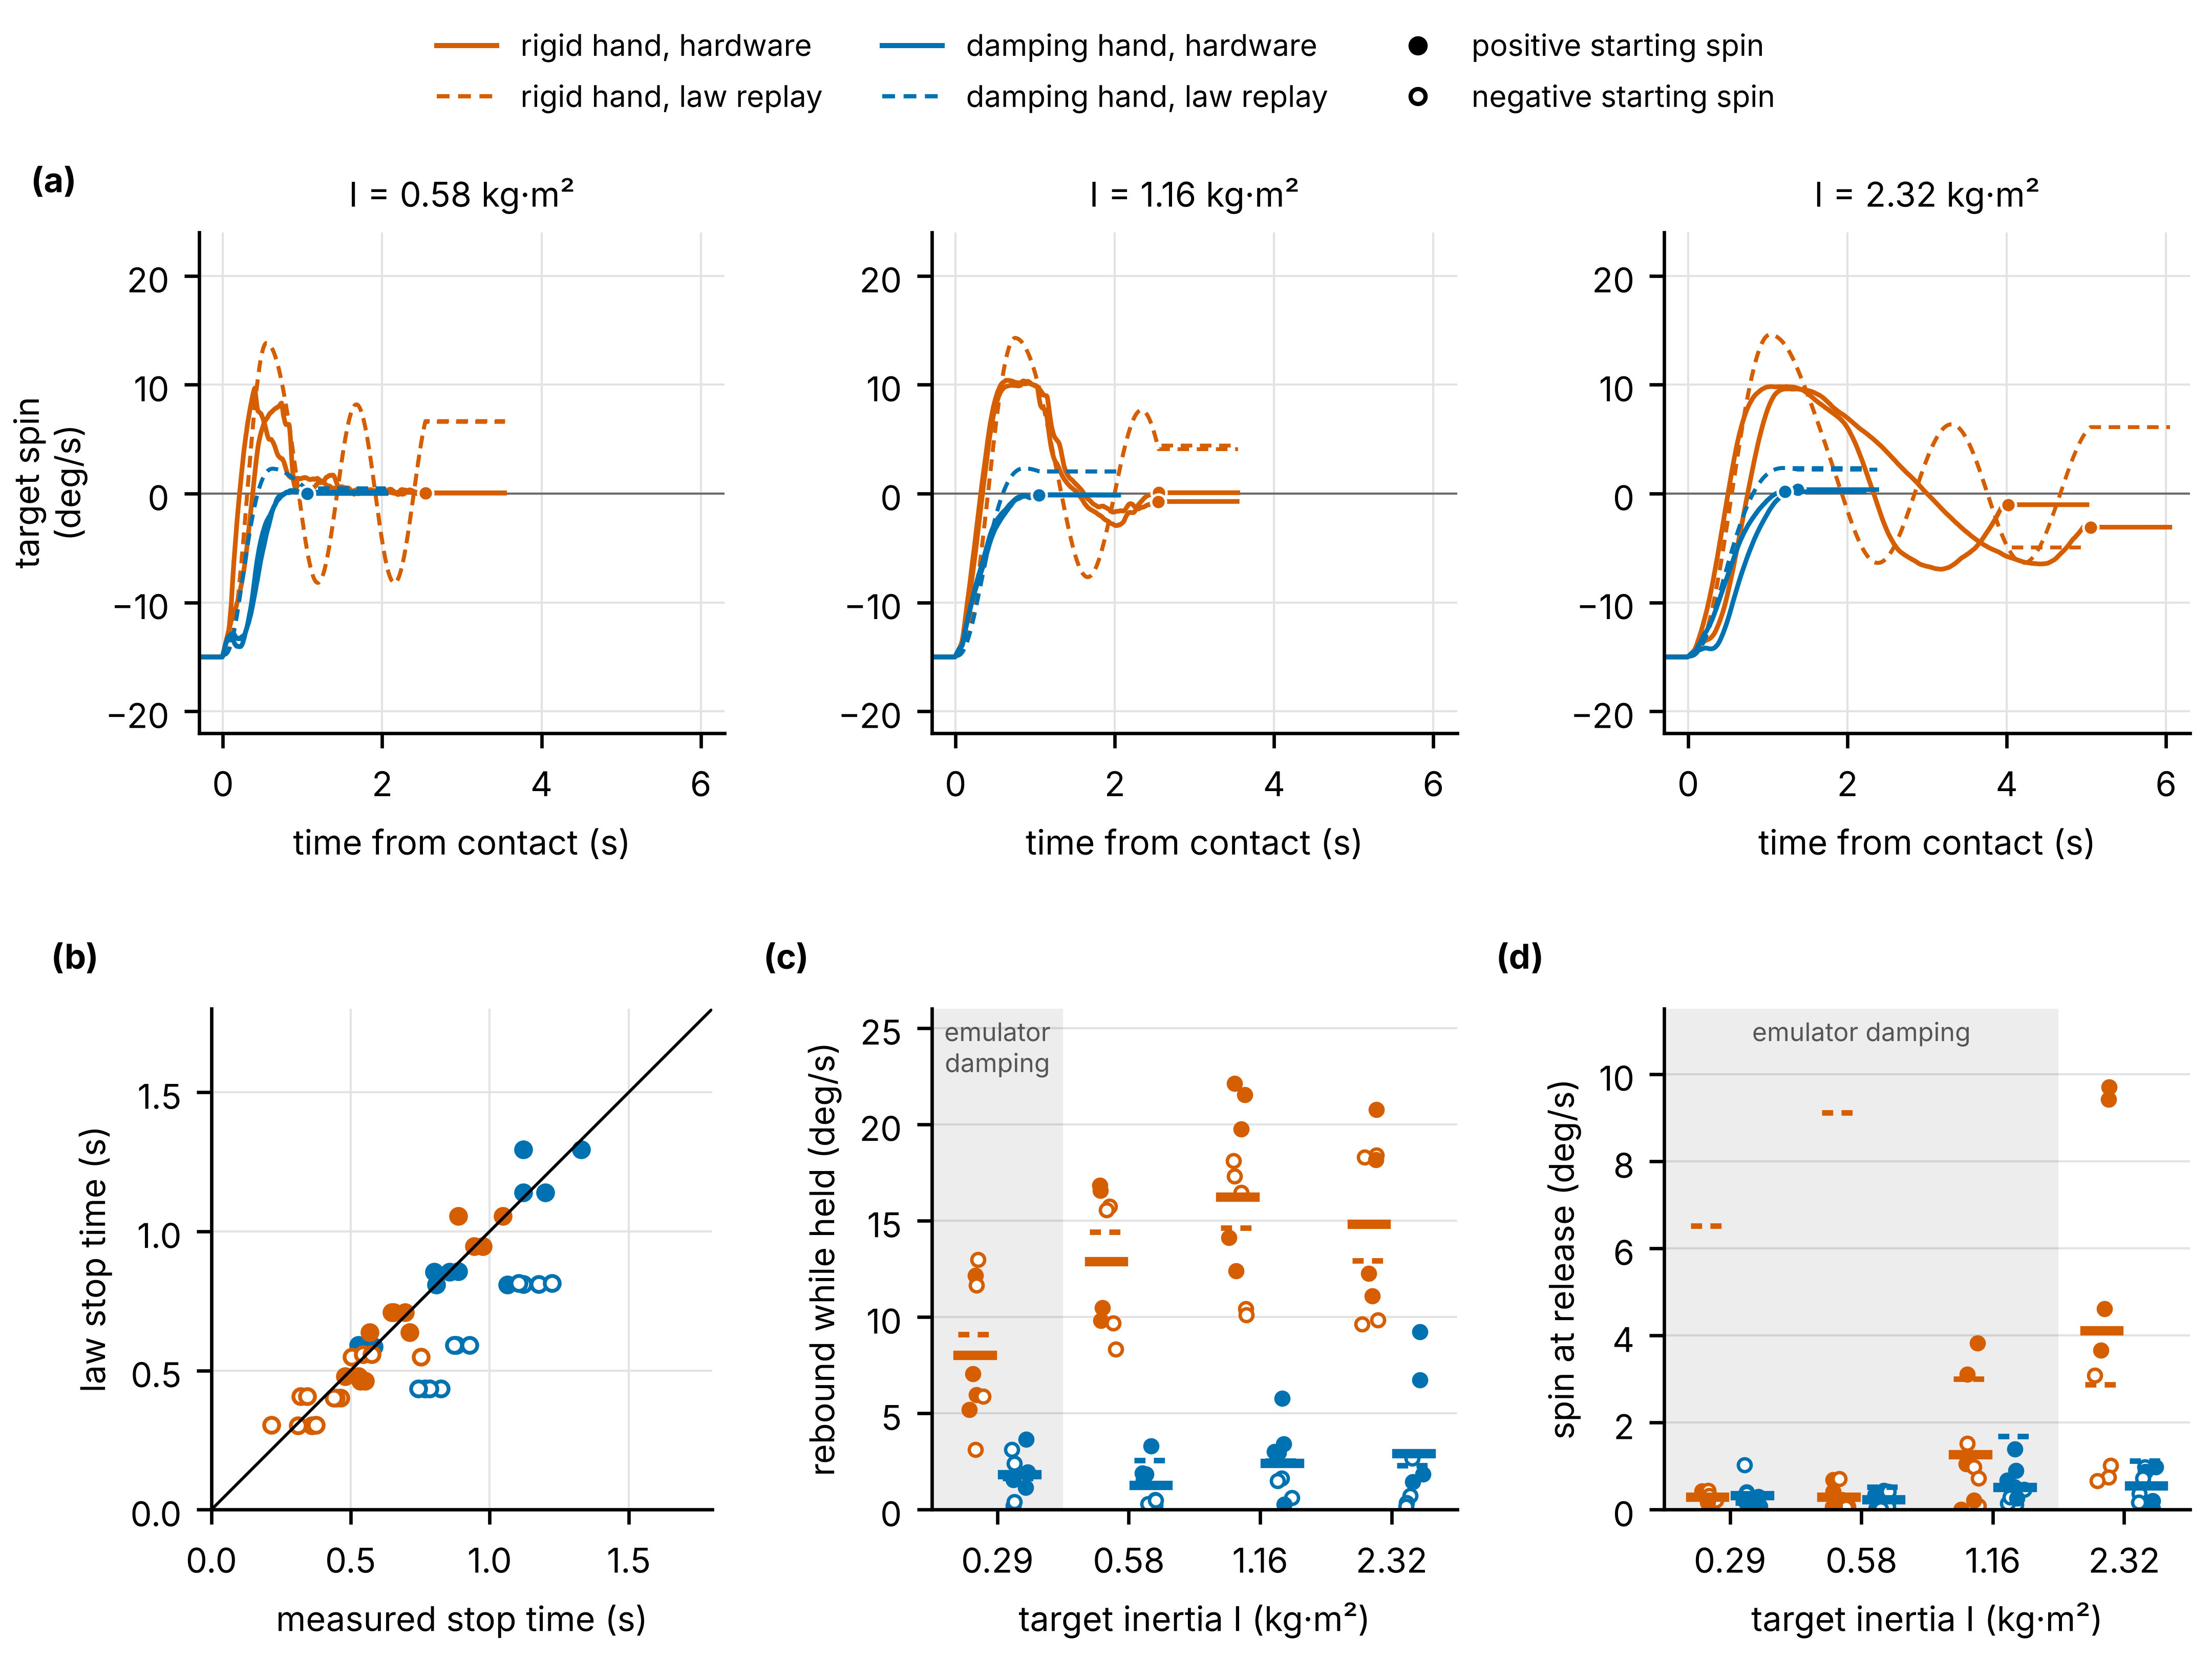 rigid hand, hardware
damping hand, hardware
positive starting spin
rigid hand, law replay
damping hand, law replay
negative starting spin
(a)
I = 0.58 kg·m²
I = 1.16 kg·m²
I = 2.32 kg·m²
target spin
(deg/s)
20
10
0
−10
−20
0
2
4
6
time from contact (s)
20
10
0
−10
−20
0
2
4
6
time from contact (s)
20
10
0
−10
−20
0
2
4
6
time from contact (s)
(b)
law stop time (s)
1.5
1.0
0.5
0.0
0.0
0.5
1.0
1.5
measured stop time (s)
(c)
rebound while held (deg/s)
25
20
15
10
5
0
emulator
damping
0.29
0.58
1.16
2.32
target inertia I (kg·m²)
(d)
spin at release (deg/s)
10
8
6
4
2
0
emulator damping
0.29
0.58
1.16
2.32
target inertia I (kg·m²)